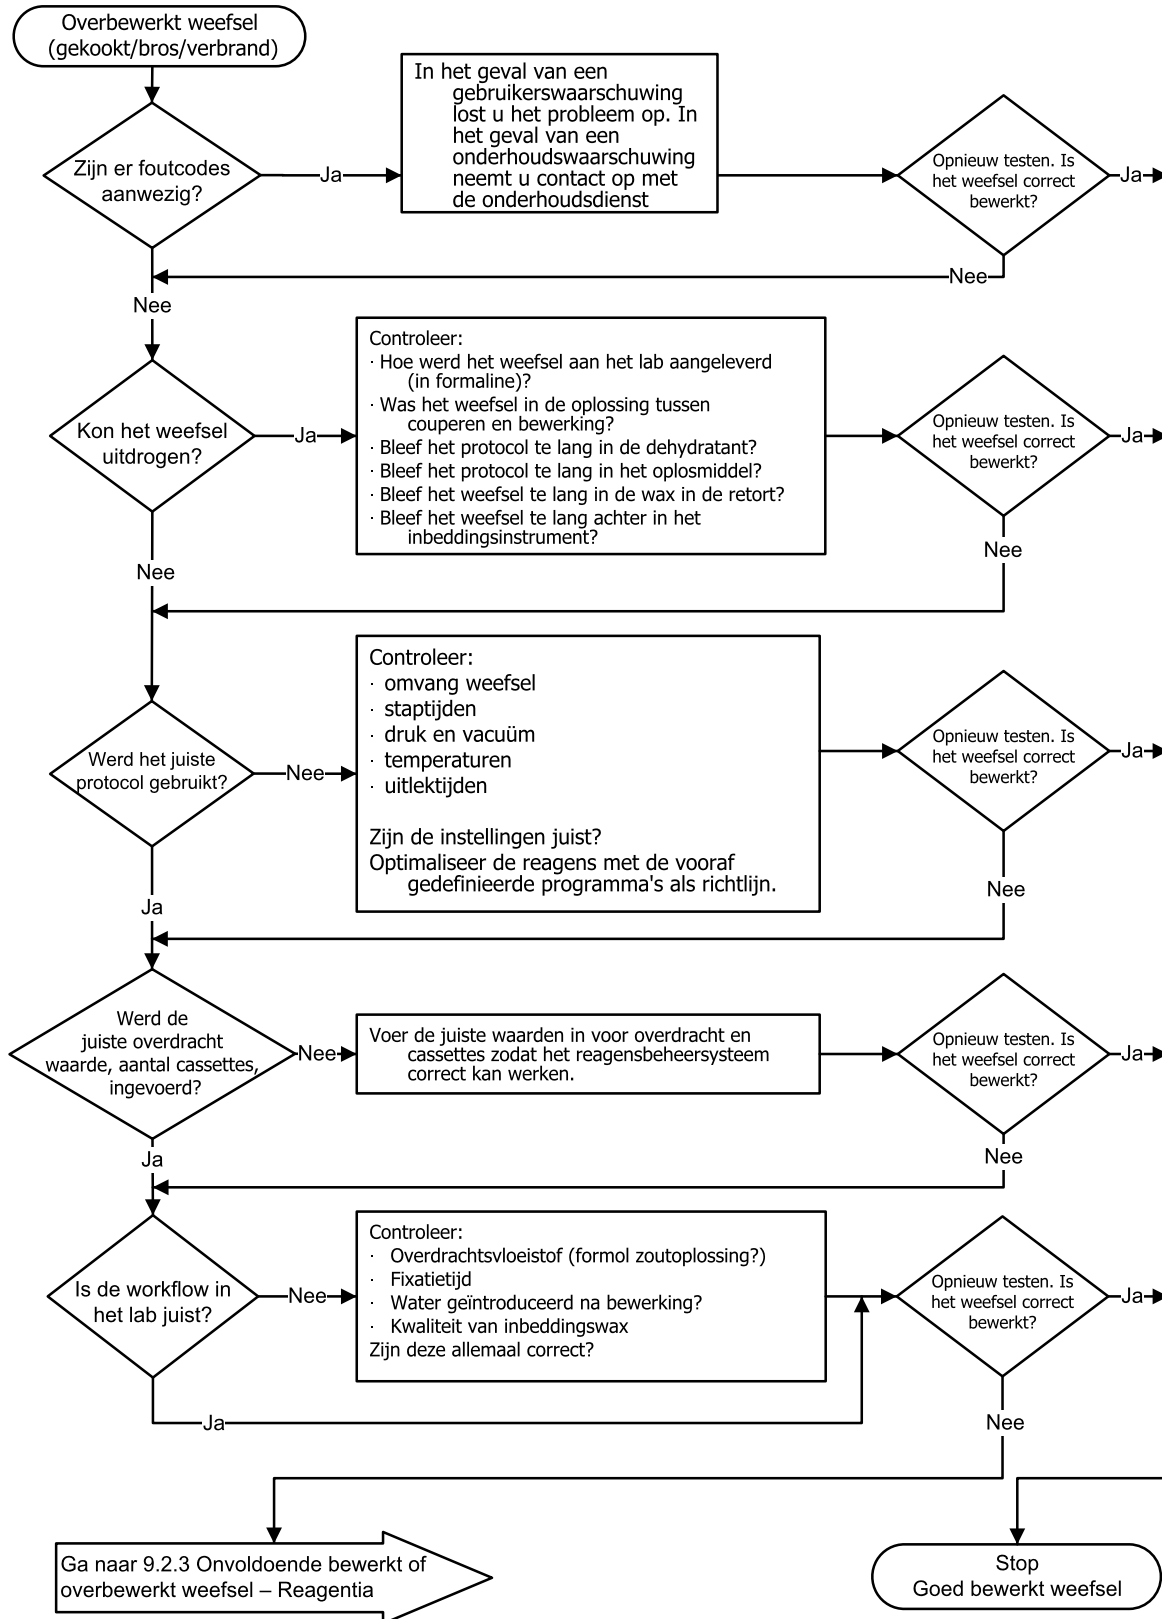 Overbewerkt weefsel
(gekookt/bros/verbrand)
In het geval van een
gebruikerswaarschuwing
lost u het probleem op. In
het geval van een
onderhoudswaarschuwing
neemt u contact op met
de onderhoudsdienst
Zijn er foutcodes
aanwezig?
Ja
Opnieuw testen. Is
het weefsel correct
bewerkt?
Ja
Nee
Nee
Controleer:
· Hoe werd het weefsel aan het lab aangeleverd
(in formaline)?
· Was het weefsel in de oplossing tussen
couperen en bewerking?
· Bleef het protocol te lang in de dehydratant?
· Bleef het protocol te lang in het oplosmiddel?
· Bleef het weefsel te lang in de wax in de retort?
· Bleef het weefsel te lang achter in het
inbeddingsinstrument?
Kon het weefsel
uitdrogen?
Ja
Opnieuw testen. Is
het weefsel correct
bewerkt?
Ja
Nee
Nee
Controleer:
· omvang weefsel
· staptijden
· druk en vacuüm
· temperaturen
· uitlektijden
Zijn de instellingen juist?
Optimaliseer de reagens met de vooraf
gedefinieerde programma's als richtlijn.
Werd het juiste
protocol gebruikt?
Nee
Opnieuw testen. Is
het weefsel correct
bewerkt?
Ja
Nee
Ja
Werd de
juiste overdracht
waarde, aantal cassettes,
ingevoerd?
Nee
Voer de juiste waarden in voor overdracht en
cassettes zodat het reagensbeheersysteem
correct kan werken.
Opnieuw testen. Is
het weefsel correct
bewerkt?
Ja
Nee
Ja
Controleer:
· Overdrachtsvloeistof (formol zoutoplossing?)
· Fixatietijd
· Water geïntroduceerd na bewerking?
· Kwaliteit van inbeddingswax
Zijn deze allemaal correct?
Is de workflow in
het lab juist?
Nee
Opnieuw testen. Is
het weefsel correct
bewerkt?
Ja
Ja
Nee
Ga naar 9.2.3 Onvoldoende bewerkt of
overbewerkt weefsel – Reagentia
Stop
Goed bewerkt weefsel